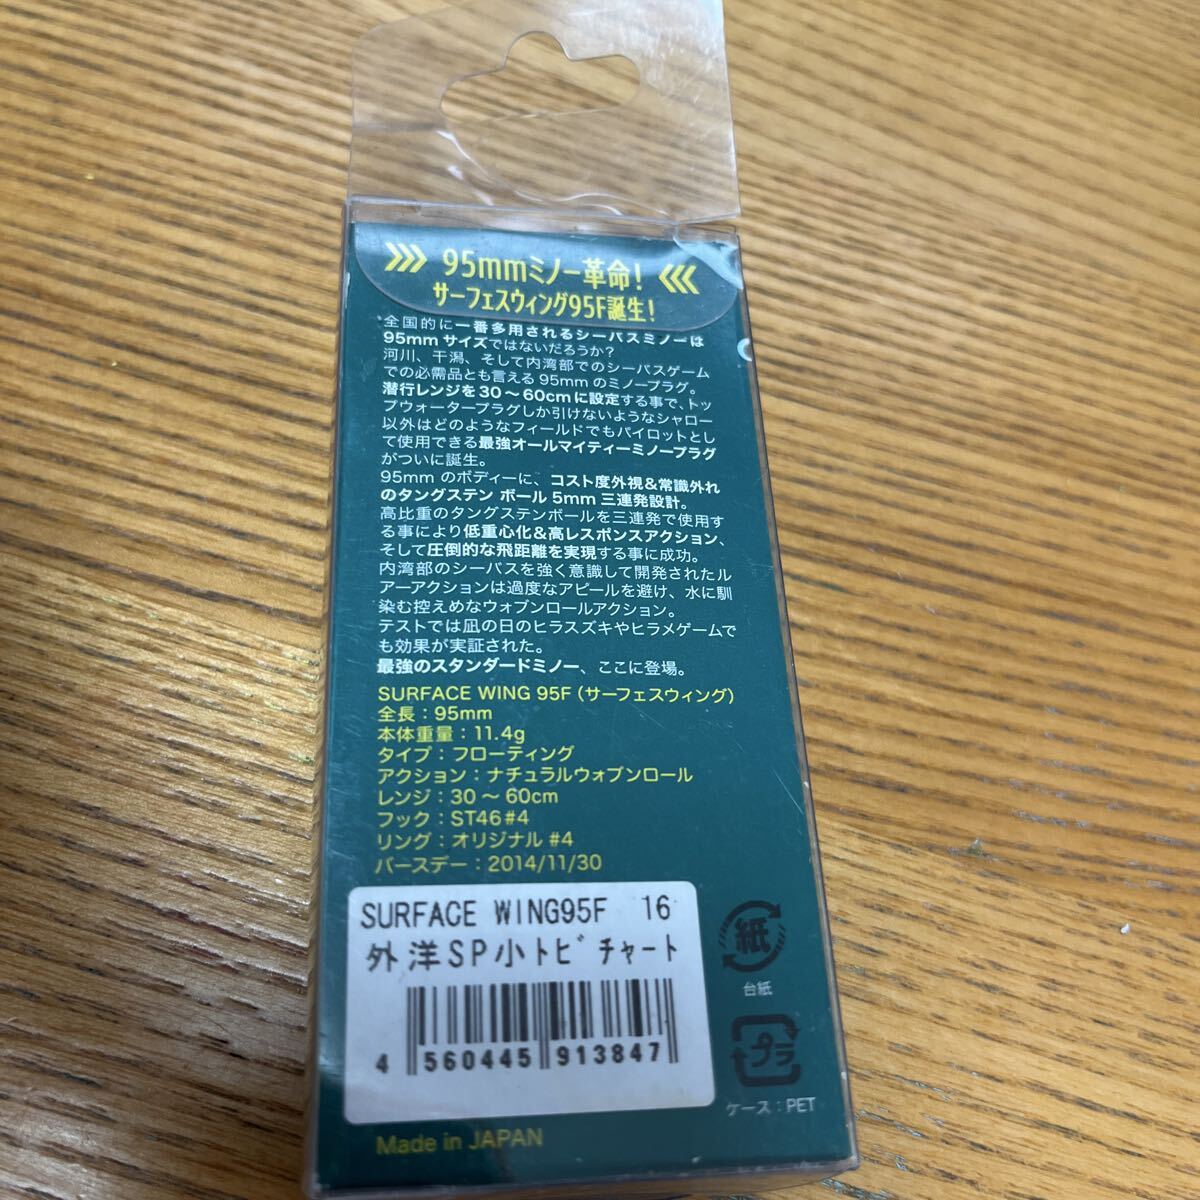 95mmミノー革命!
サーフェスウィング95F誕生!
全国的に一番多用されるシーバスミノーは
95mm サイズではないだるうか?
河川、干潟、そして内湾部でのシーバスゲーム
での必需品とも言える 95mm のミノープラグ。
潜行レンジを 30 〜 60cm に設定する事で、トッ
プウォータープラグしか引けないようなシャロー
以外はどのようなフィールドでもパイロットとし
て使用できる最強オールマイティーミノープラグ
がついに誕生。
95mm のボディーに、コスト度外視&常識外れ
のタングステン ボール 5mm 三連発設計。
高比重のタングステンボールを三連発で使用す
る事により低重心化&高レスポンスアクション、
そして圧倒的な飛距離を実現する事に成功。
内湾部のシーバスを強く意識して開発されたル
アーアクションは過度なアピールを避け、水に馴
染む控えめなウォブンロールアクション。
テストでは凪の日のヒラスズキやヒラメゲームで
も効果が実証された。
最強のスタンダードミノー、ここに登場。
SURFACE WING 95F (サーフェスウィング)
全長:95mm
本体重量:11.4g
タイプ:フローティング
アクション:ナチュラルウォブンロール
レンジ:30 〜 60cm
フック:ST46 #4
リング:オリジナル #4
バースデー:2014/11/30
SURFACE WING95F 16
外洋SP小トビチャート
4 560445 913847
紙
台紙
プラ
ケース:PET
Made in JAPAN